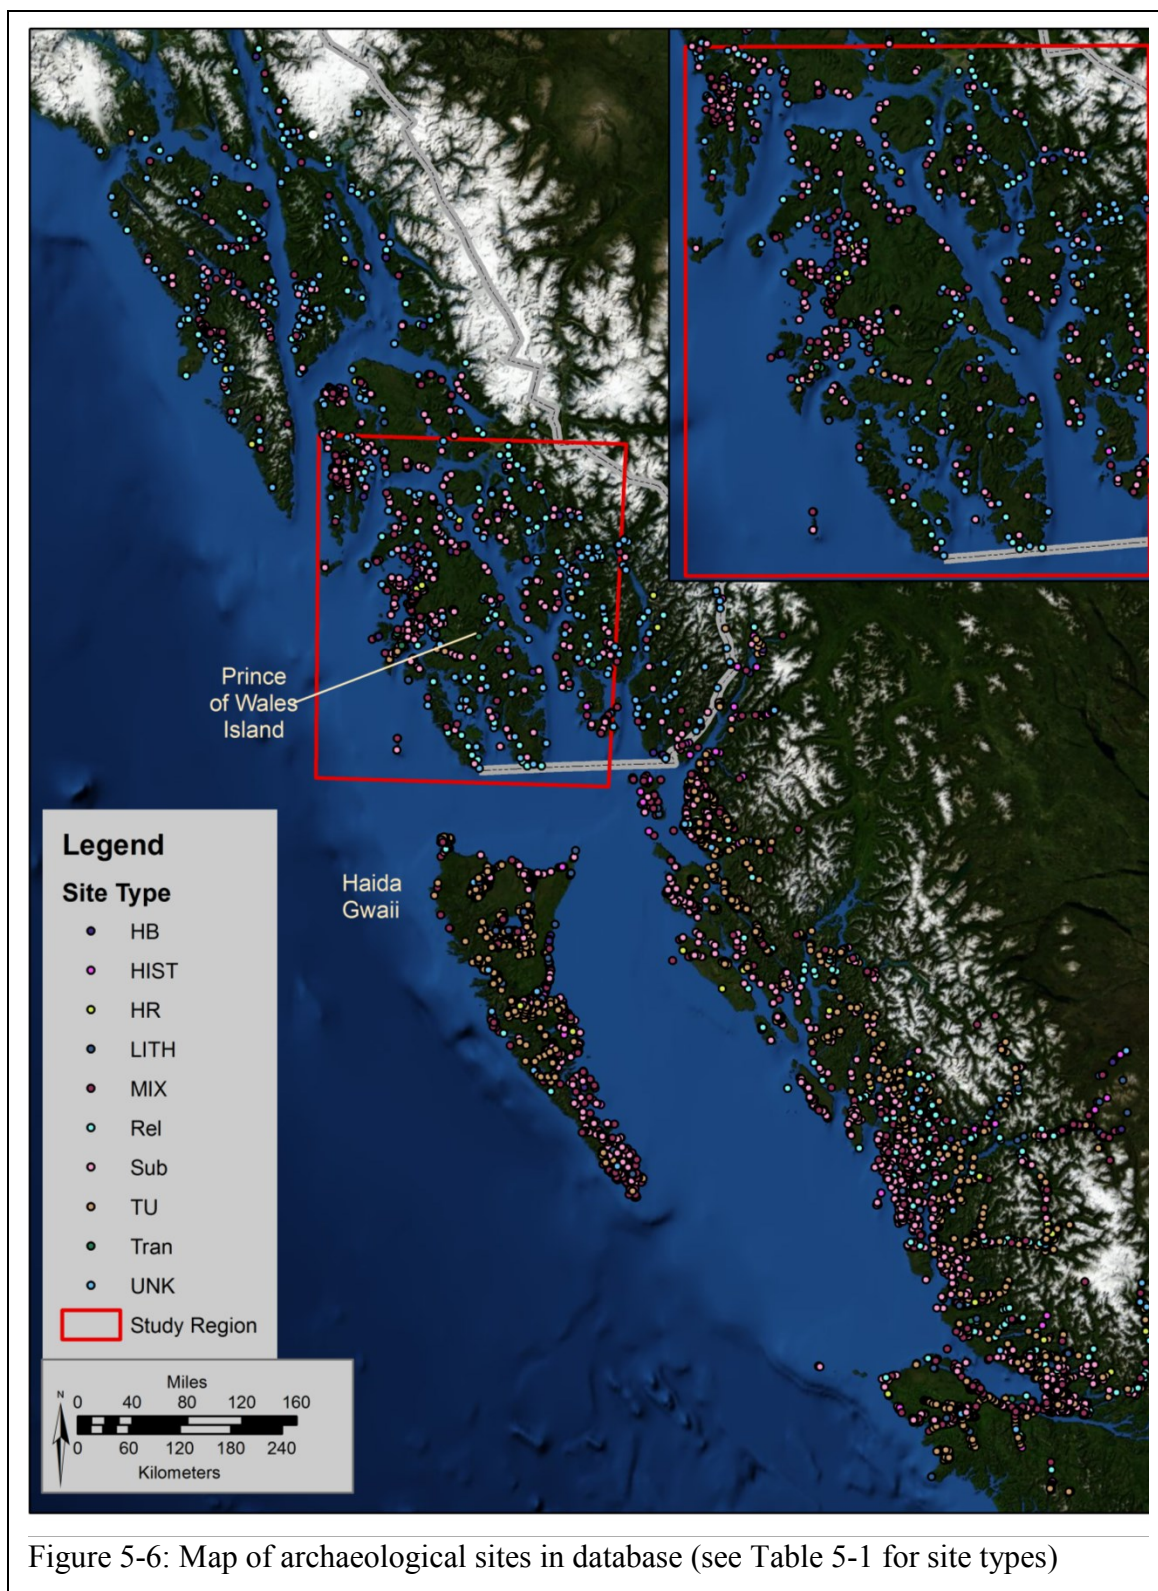 Prince
of Wales
Island
Haida
Gwaii
Legend
Site Type
HB
HIST
HR
LITH
MIX
Rel
Sub
TU
Tran
UNK
Study Region
N
Miles
0 40 80 120 160
0 60 120 180 240
Kilometers
Figure 5-6: Map of archaeological sites in database (see Table 5-1 for site types)